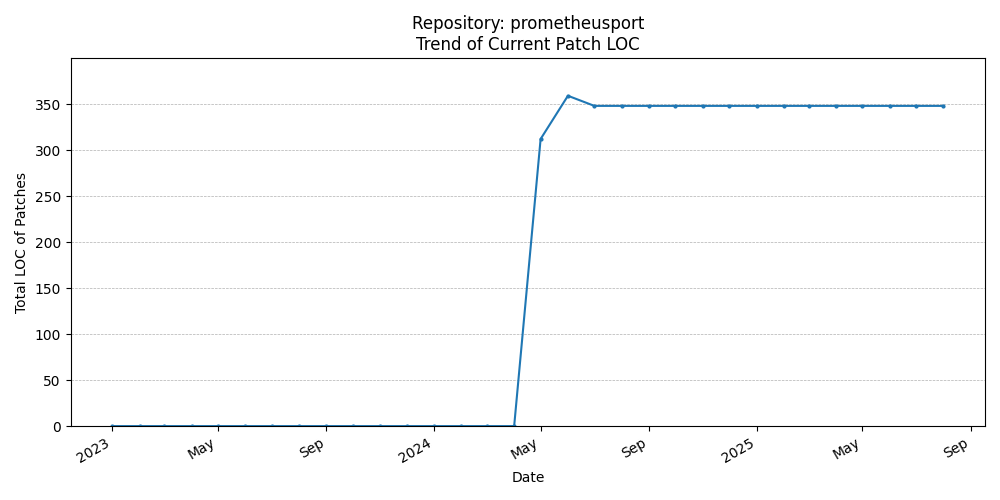 Repository: prometheusport
Trend of Current Patch LOC
Total LOC of Patches
350
300
250
200
150
100
50
0
2023
May
Sep
2024
May
Sep
2025
May
Sep
Date